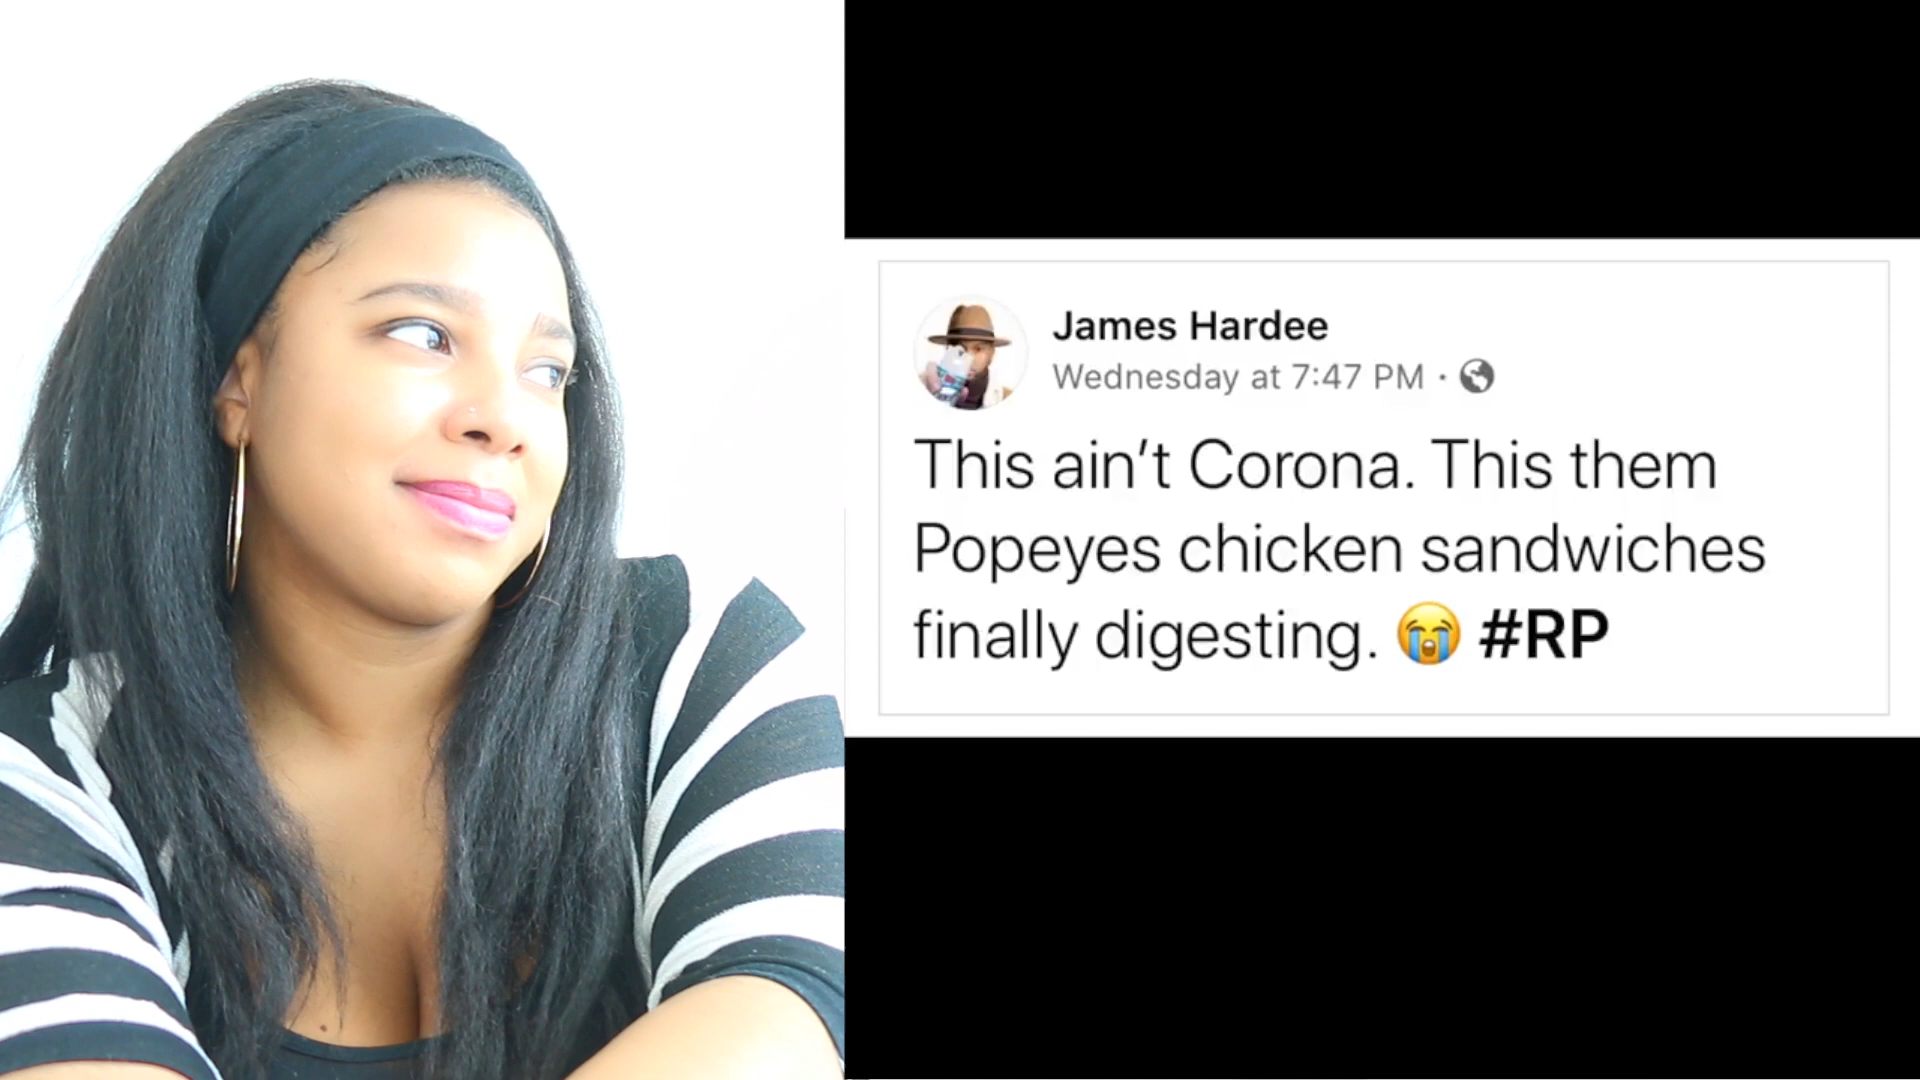 James Hardee
Wednesday at 7:47 PM ·
This ain’t Corona. This them
Popeyes chicken sandwiches
finally digesting. 😭 #RP